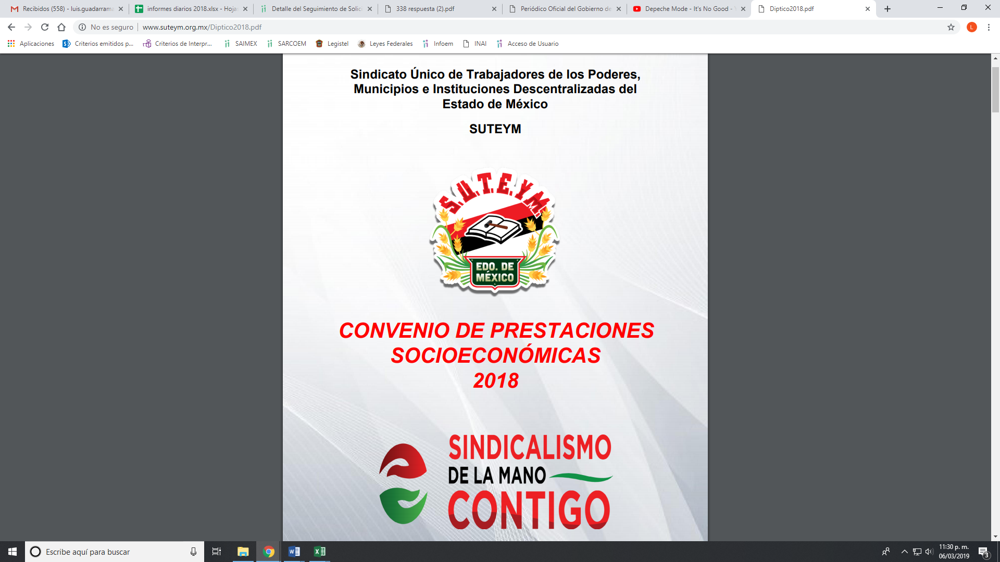 Recibidos (558) - luis.guadarrama
informes diarios 2018.xlsx - Hoja
Detalle del Seguimiento de Solici
338 respuesta (2).pdf
Periódico Oficial del Gobierno de
Depeche Mode - It's No Good - Y
Diptico2018.pdf
No es seguro | www.suteym.org.mx/Diptico2018.pdf
L
Aplicaciones
Criterios emitidos p...
Criterios de Interpr...
SAIMEX
SARCOEM
Legistel
Leyes Federales
Infoem
INAI
Acceso de Usuario
Sindicato Único de Trabajadores de los Poderes,
Municipios e Instituciones Descentralizadas del
Estado de México
SUTEYM
S.U.T.E.Y M.
EDO. DE
MÉXICO
CONVENIO DE PRESTACIONES
SOCIOECONÓMICAS
2018
SINDICALISMO
DE LA MANO
CONTIGO
Escribe aquí para buscar
11:30 p. m.
06/03/2019
3